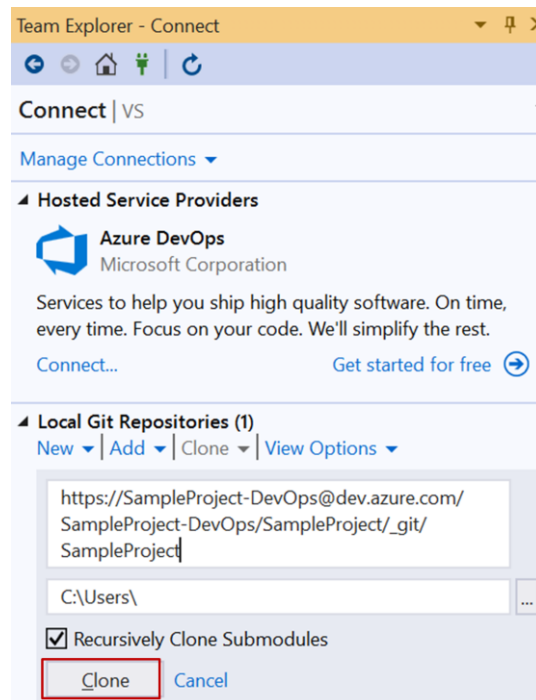 Team Explorer - Connect
Connect | VS
Manage Connections
Hosted Service Providers
Azure DevOps
Microsoft Corporation
Services to help you ship high quality software. On time,
every time. Focus on your code. We'll simplify the rest.
Connect...
Get started for free
Local Git Repositories (1)
New | Add | Clone | View Options
https://SampleProject-DevOps@dev.azure.com/
SampleProject-DevOps/SampleProject/_git/
SampleProject
C:\Users\
...
Recursively Clone Submodules
Clone
Cancel